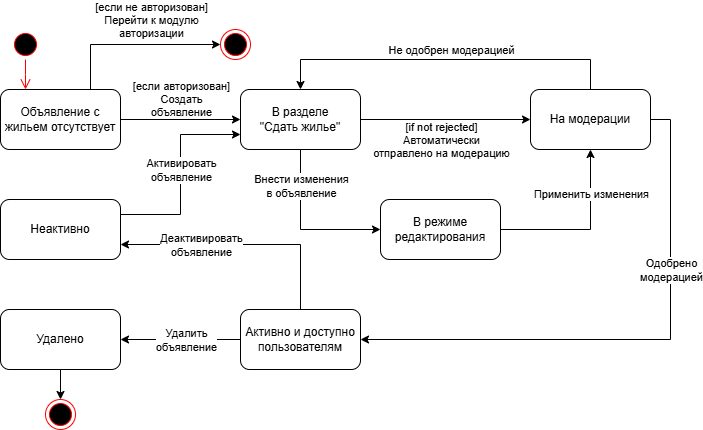 [если не авторизован]
Перейти к модулю
авторизации
Не одобрен модерацией
Объявление с
жильем отсутствует
[если авторизован]
Создать
объявление
В разделе
"Сдать жилье"
[if not rejected]
Автоматически
отправлено на модерацию
На модерации
Активировать
объявление
Внести изменения
в объявление
Применить изменения
Неактивно
В режиме
редактирования
Деактивировать
объявление
Одобрено
модерацией
Удалено
Удалить
объявление
Активно и доступно
пользователям